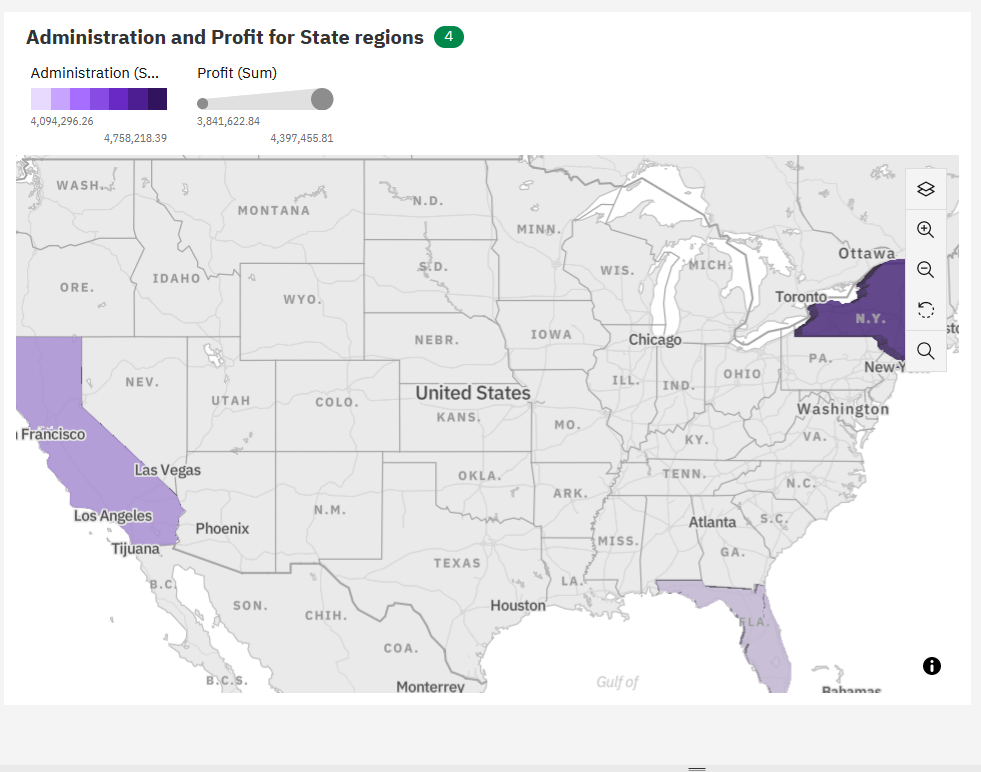 Administration and Profit for State regions 4
Administration (S... Profit (Sum)
4,094,296.26 3,841,622.84
4,758,218.39 4,397,455.81
WASH.
MONTANA
N.D.
MINN.
Ottawa
ORE.
IDAHO
S.D.
WIS.
MICH.
WYO.
Toronto
N.Y.
NEBR.
IOWA
Chicago
PA.
New-Y
NEV.
UTAH
COLO.
United States
ILL.
IND.
OHIO
Washington
KANS.
MO.
KY.
VA.
Francisco
Las Vegas
OKLA.
ARK.
TENN.
N.C.
Los Angeles
Phoenix
N.M.
Atlanta
S.C.
Tijuana
MISS.
GA.
B.C.
TEXAS
LA.
SON.
CHIH.
Houston
FLA.
COA.
B.C.S.
Monterrey
Gulf of
Bahamas